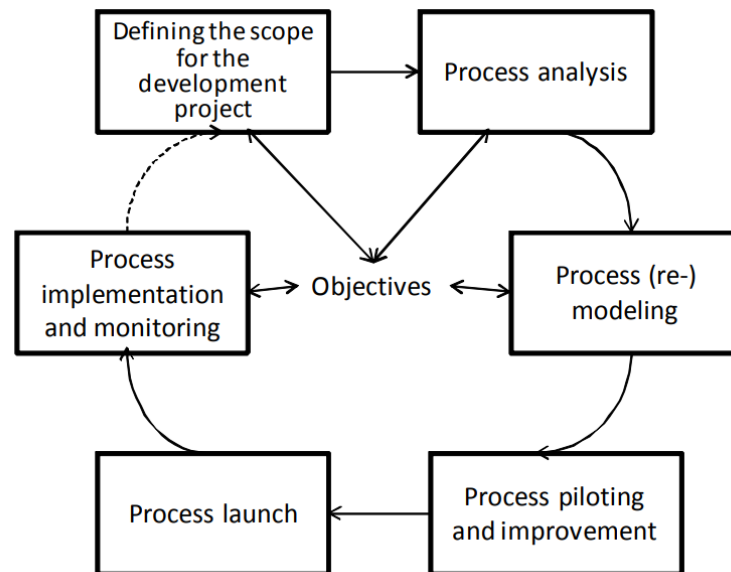 Defining the scope
for the
development
project
Process analysis
Process
implementation
and monitoring
Objectives
Process (re-)
modeling
Process launch
Process piloting
and improvement